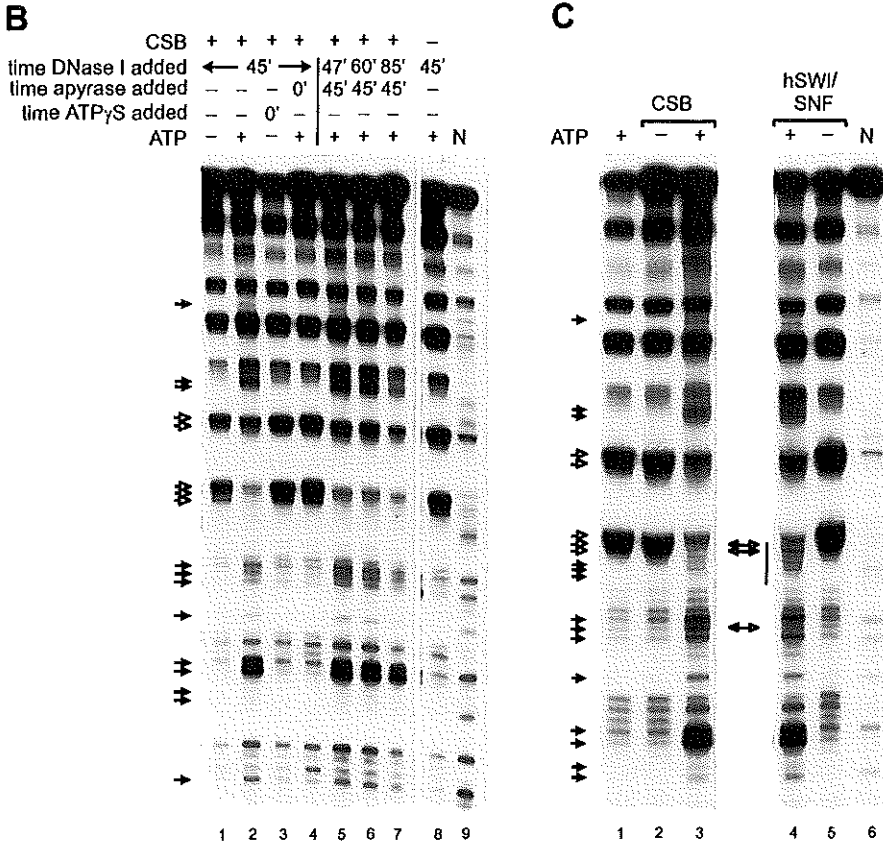 B
CSB + + + + + + + –
time DNase I added 45' 47' 60' 85' 45'
time apyrase added – – – 0' 45' 45' 45' –
time ATPγS added – – 0' – – – – –
ATP – + – + + + + + N
1 2 3 4 5 6 7 8 9
C
hSWI/
CSB SNF
ATP + – + + – N
1 2 3 4 5 6